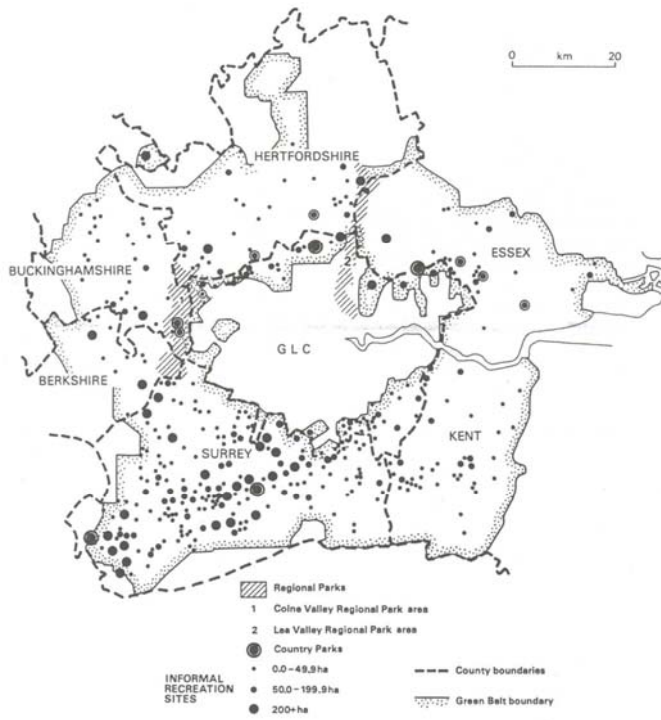 0 km 20
HERTFORDSHIRE
ESSEX
BUCKINGHAMSHIRE
2
GLC
BERKSHIRE
KENT
SURREY
Regional Parks
1 Colne Valley Regional Park area
2 Lea Valley Regional Park area
Country Parks
INFORMAL
RECREATION
SITES
0.0–49.9ha
50.0–199.9ha
200+ha
County boundaries
Green Belt boundary